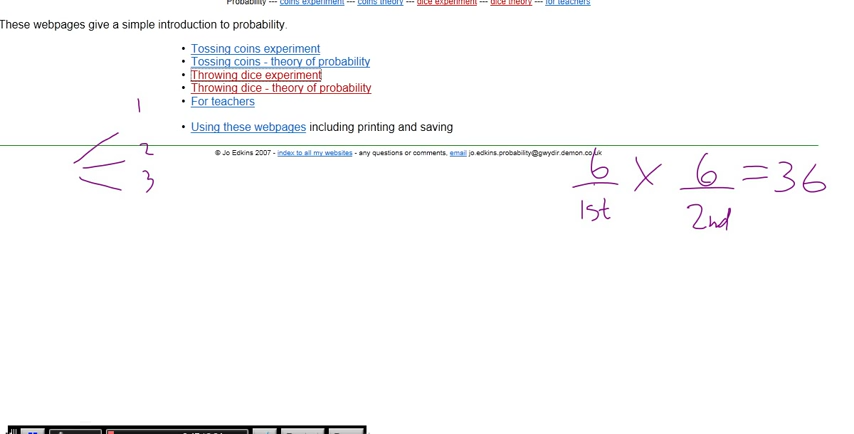 Probability --- coins experiment --- coins theory --- dice experiment --- dice theory --- for teachers
These webpages give a simple introduction to probability.
• Tossing coins experiment
• Tossing coins - theory of probability
• Throwing dice experiment
• Throwing dice - theory of probability
• For teachers
• Using these webpages including printing and saving
© Jo Edkins 2007 - index to all my websites - any questions or comments, email jo.edkins.probability@gwydir.demon.co.uk
1
2
3
6 X 6 = 36
1st 2nd